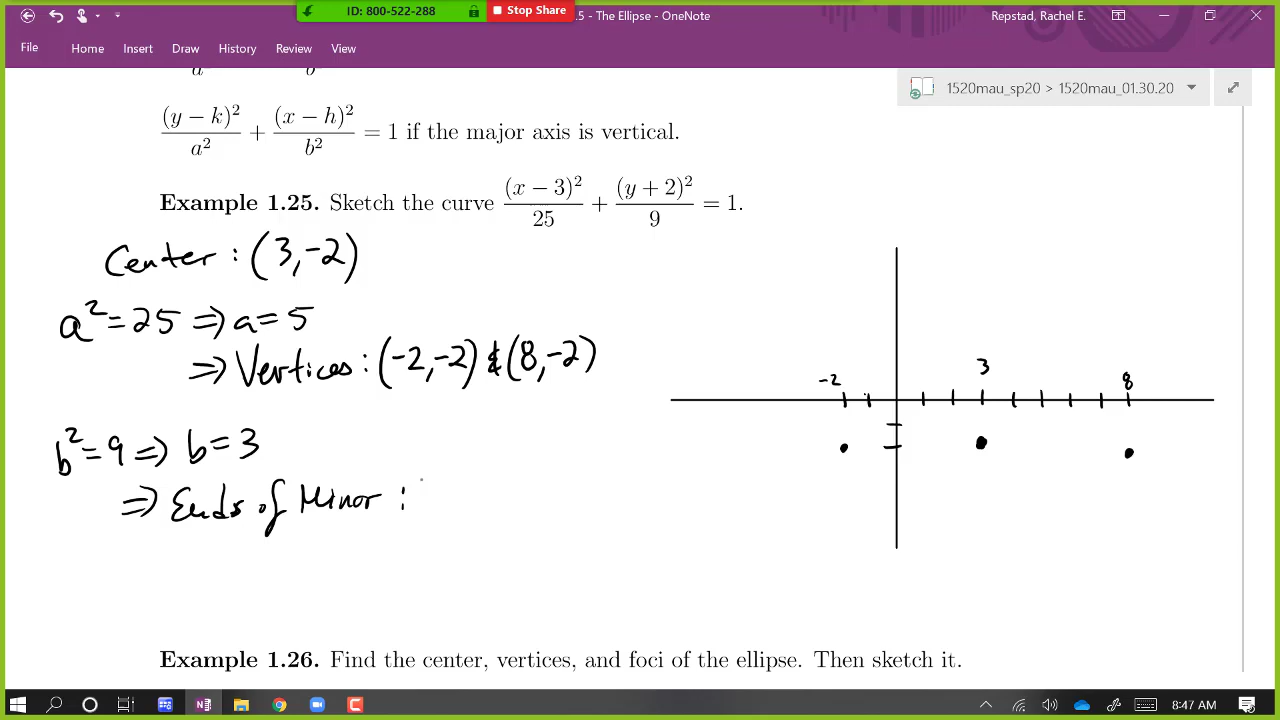 ID: 800-522-288 Stop Share
.5 - The Ellipse - OneNote
Repstad, Rachel E.
File Home Insert Draw History Review View
a b
1520mau_sp20 > 1520mau_01.30.20
(y − k)²/a² + (x − h)²/b² = 1 if the major axis is vertical.
Example 1.25. Sketch the curve (x − 3)²/25 + (y + 2)²/9 = 1.
Center : (3,-2)
a² = 25 ⇒ a = 5
⇒ Vertices : (-2,-2) & (8,-2)
b² = 9 ⇒ b = 3
⇒ Ends of Minor :
-2 3 8
Example 1.26. Find the center, vertices, and foci of the ellipse. Then sketch it.
8:47 AM